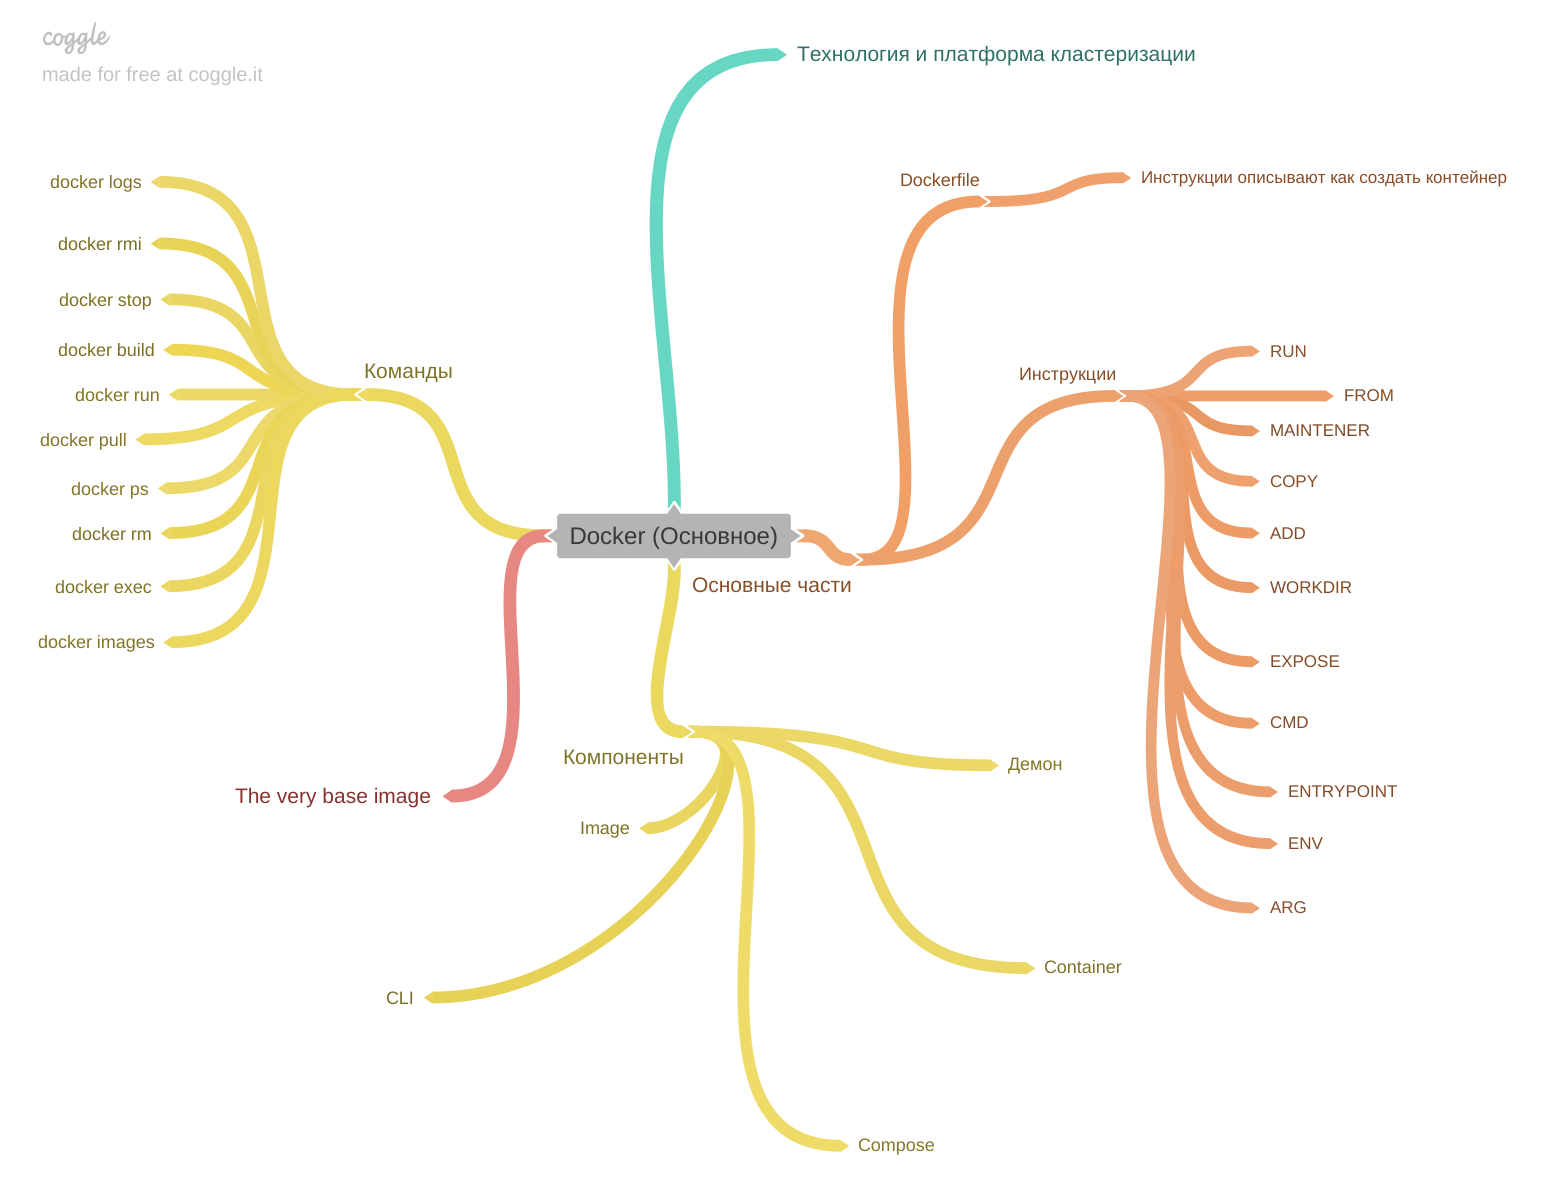 coggle
made for free at coggle.it
Технология и платформа кластеризации
docker logs
docker rmi
docker stop
docker build
docker run
docker pull
docker ps
docker rm
docker exec
docker images
Команды
Dockerfile
Инструкции описывают как создать контейнер
Инструкции
RUN
FROM
MAINTENER
COPY
ADD
WORKDIR
EXPOSE
CMD
ENTRYPOINT
ENV
ARG
Docker (Основное)
Основные части
Компоненты
The very base image
Демон
Image
Container
CLI
Compose